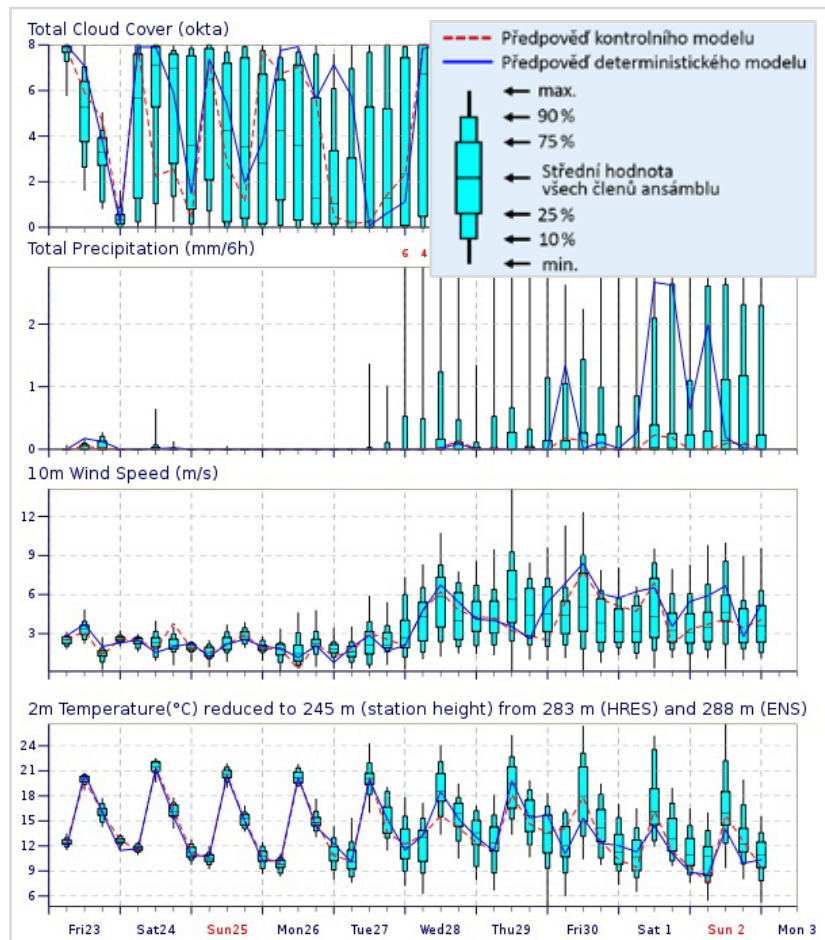 Total Cloud Cover (okta)
8
6
4
2
0
Předpověď kontrolního modelu
Předpověď deterministického modelu
max.
90 %
75 %
Střední hodnota
všech členů ansámblu
25 %
10 %
min.
Total Precipitation (mm/6h)
6 4
2
1
0
10m Wind Speed (m/s)
12
9
6
3
2m Temperature(°C) reduced to 245 m (station height) from 283 m (HRES) and 288 m (ENS)
24
21
18
15
12
9
6
Fri23 Sat24 Sun25 Mon26 Tue27 Wed28 Thu29 Fri30 Sat 1 Sun 2 Mon 3